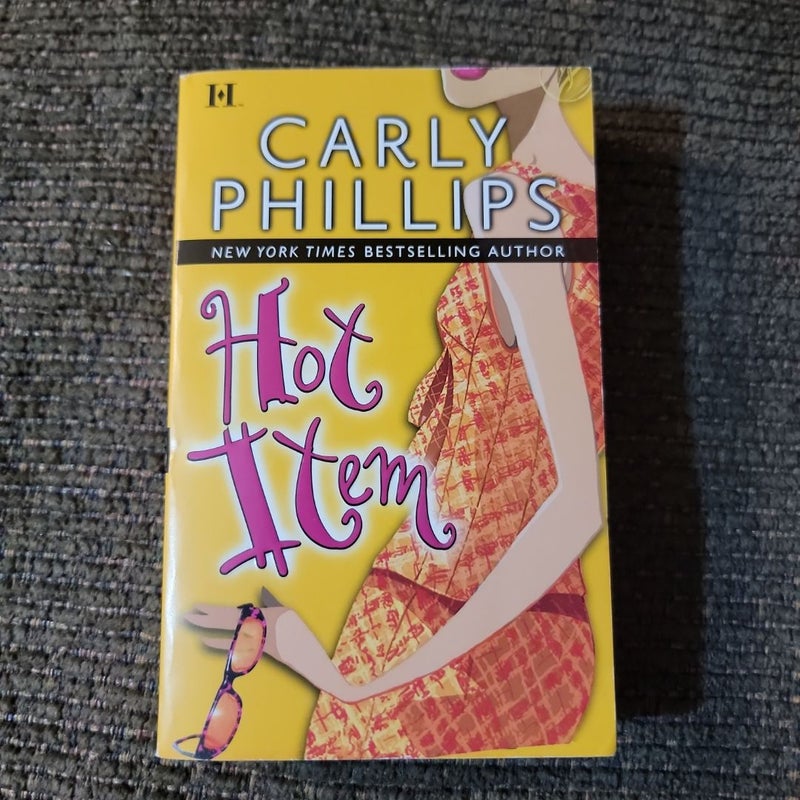 H
CARLY
PHILLIPS
NEW YORK TIMES BESTSELLING AUTHOR
Hot
Item